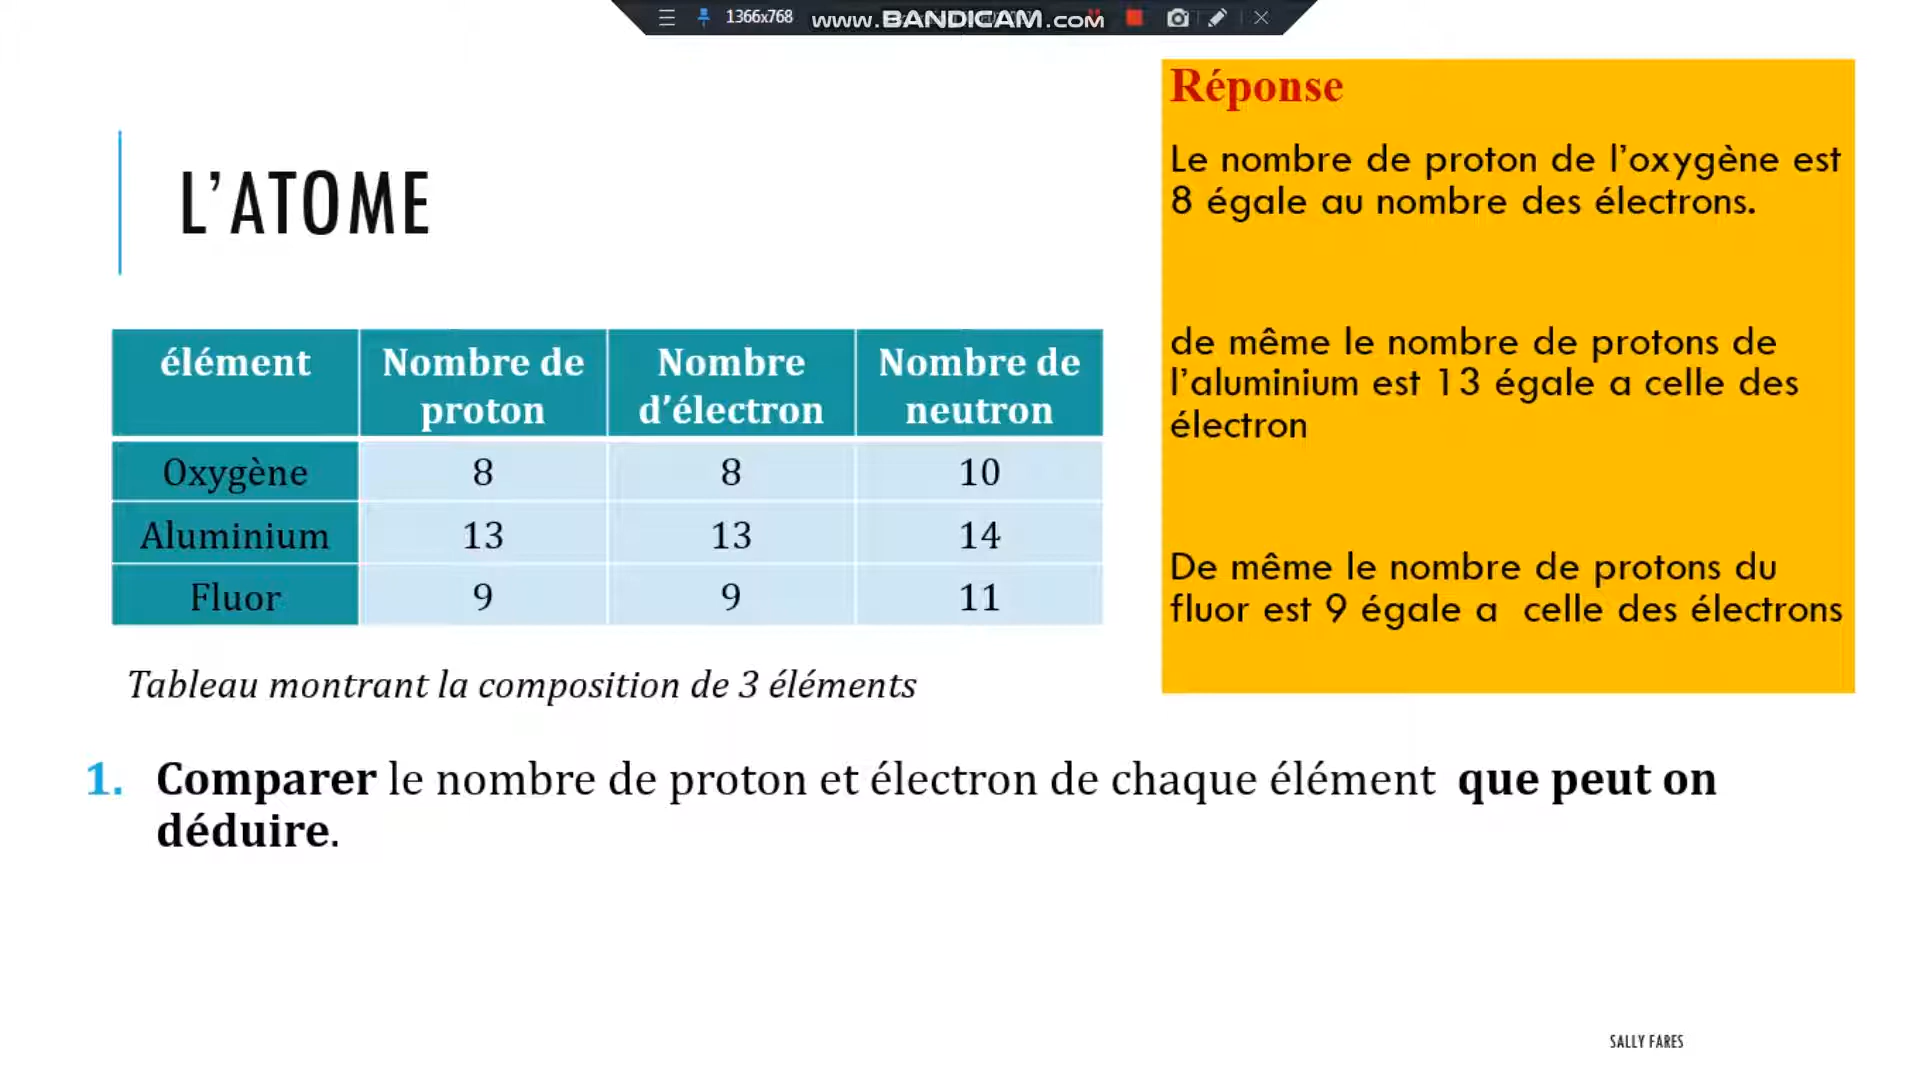 1366x768
www.BANDICAM.com
Réponse
Le nombre de proton de l’oxygène est
8 égale au nombre des électrons.
de même le nombre de protons de
l’aluminium est 13 égale a celle des
électron
De même le nombre de protons du
fluor est 9 égale a celle des électrons
L’ATOME
élément Nombre de proton Nombre d’électron Nombre de neutron
Oxygène 8 8 10
Aluminium 13 13 14
Fluor 9 9 11
Tableau montrant la composition de 3 éléments
1. Comparer le nombre de proton et électron de chaque élément que peut on
déduire.
SALLY FARES